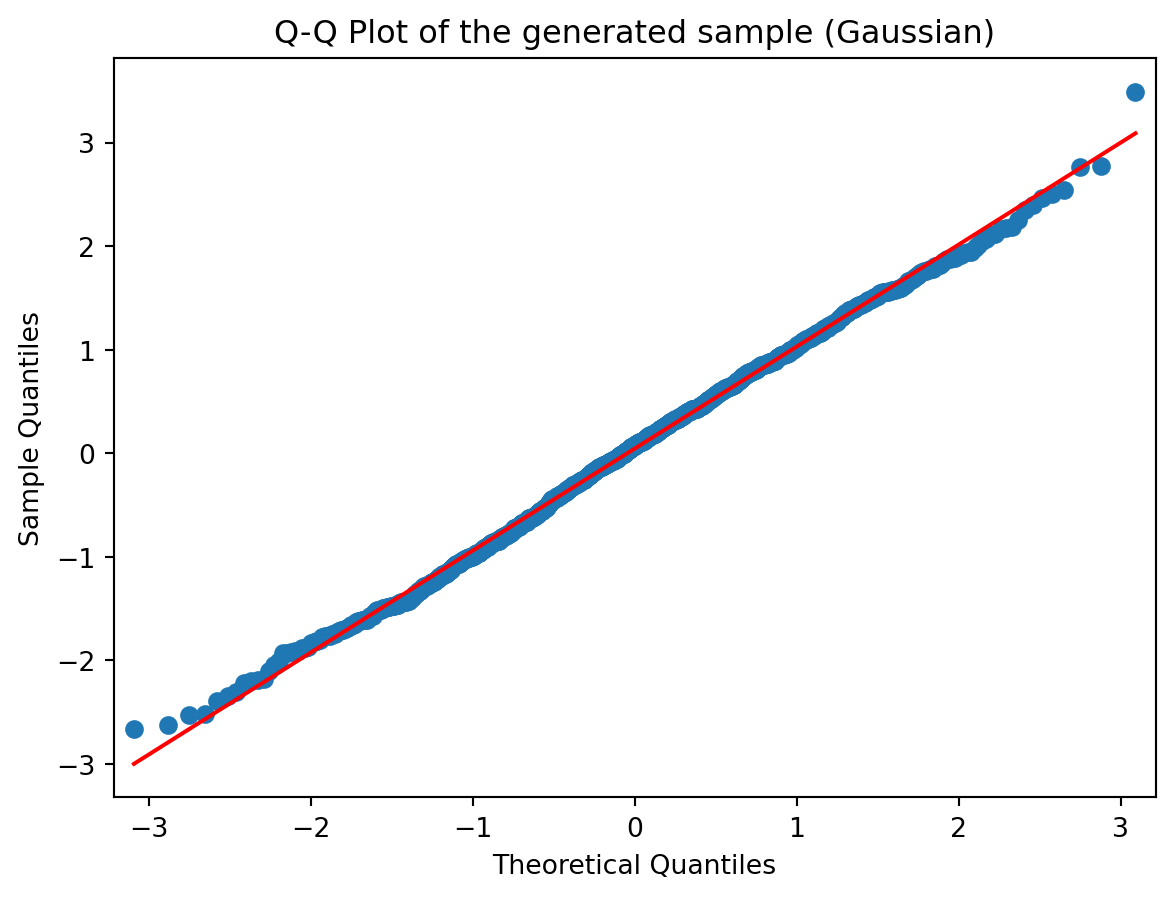 Q-Q Plot of the generated sample (Gaussian)
3
2
1
0
−1
−2
−3
Sample Quantiles
−3 −2 −1 0 1 2 3
Theoretical Quantiles